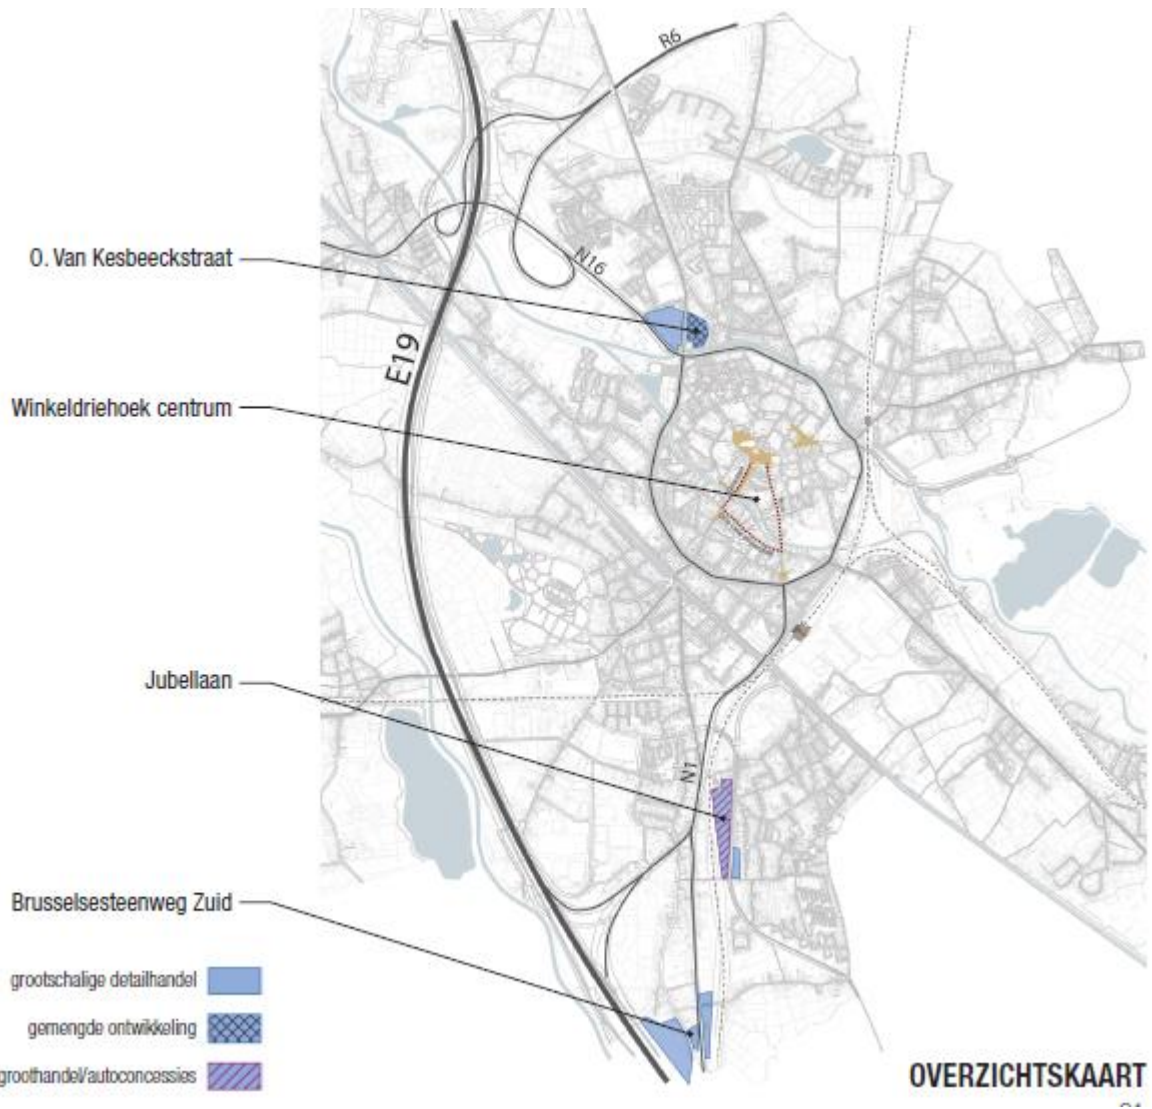 R6
O. Van Kesbeeckstraat
N16
E19
Winkeldriehoek centrum
Jubellaan
N1
Brusselsesteenweg Zuid
grootschalige detailhandel
gemengde ontwikkeling
groothandel/autoconcessies
OVERZICHTSKAART